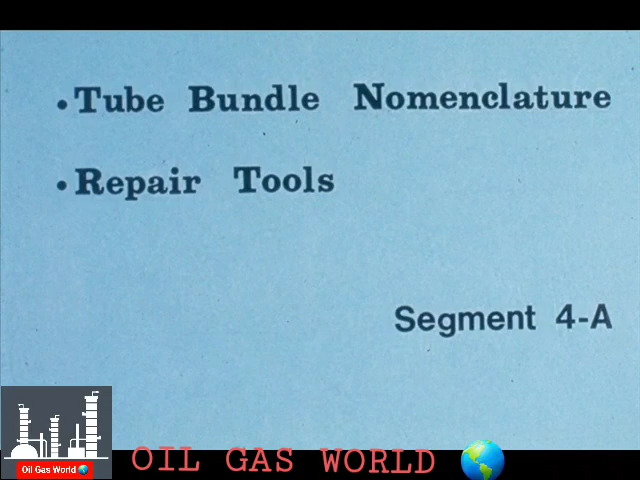 •Tube Bundle Nomenclature
•Repair Tools
Segment 4-A
Oil Gas World
OIL GAS WORLD